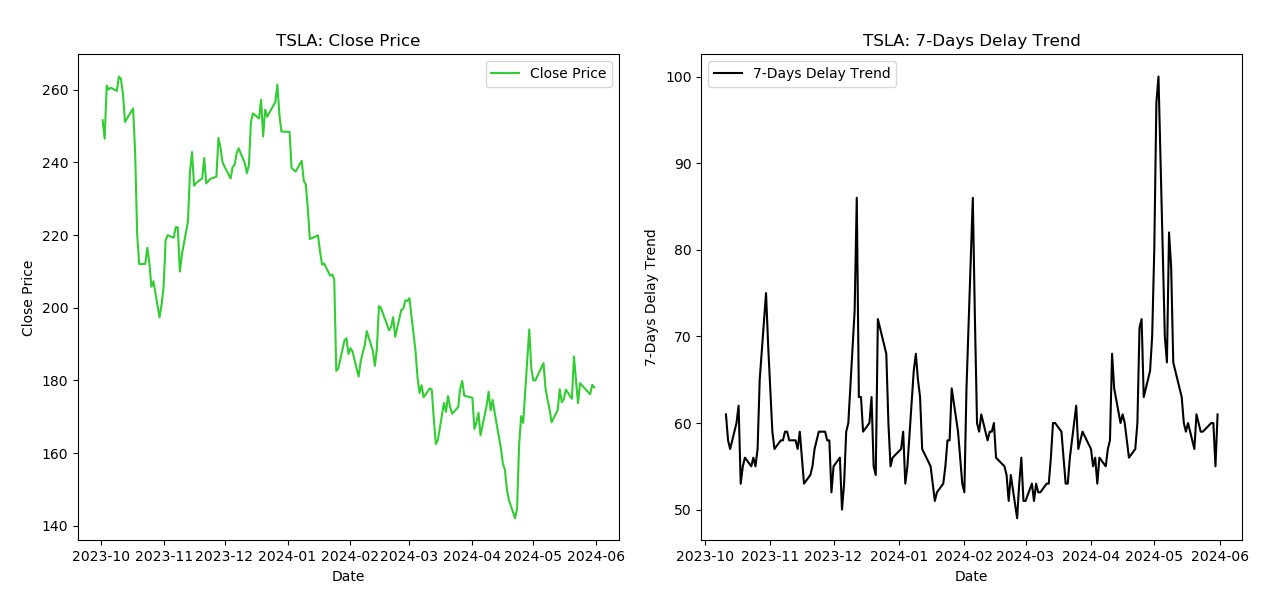 TSLA: Close Price
Close Price
260
240
220
200
180
160
140
Close Price
2023-10 2023-11 2023-12 2024-01 2024-02 2024-03 2024-04 2024-05 2024-06
Date
TSLA: 7-Days Delay Trend
7-Days Delay Trend
100
90
80
70
60
50
7-Days Delay Trend
2023-10 2023-11 2023-12 2024-01 2024-02 2024-03 2024-04 2024-05 2024-06
Date